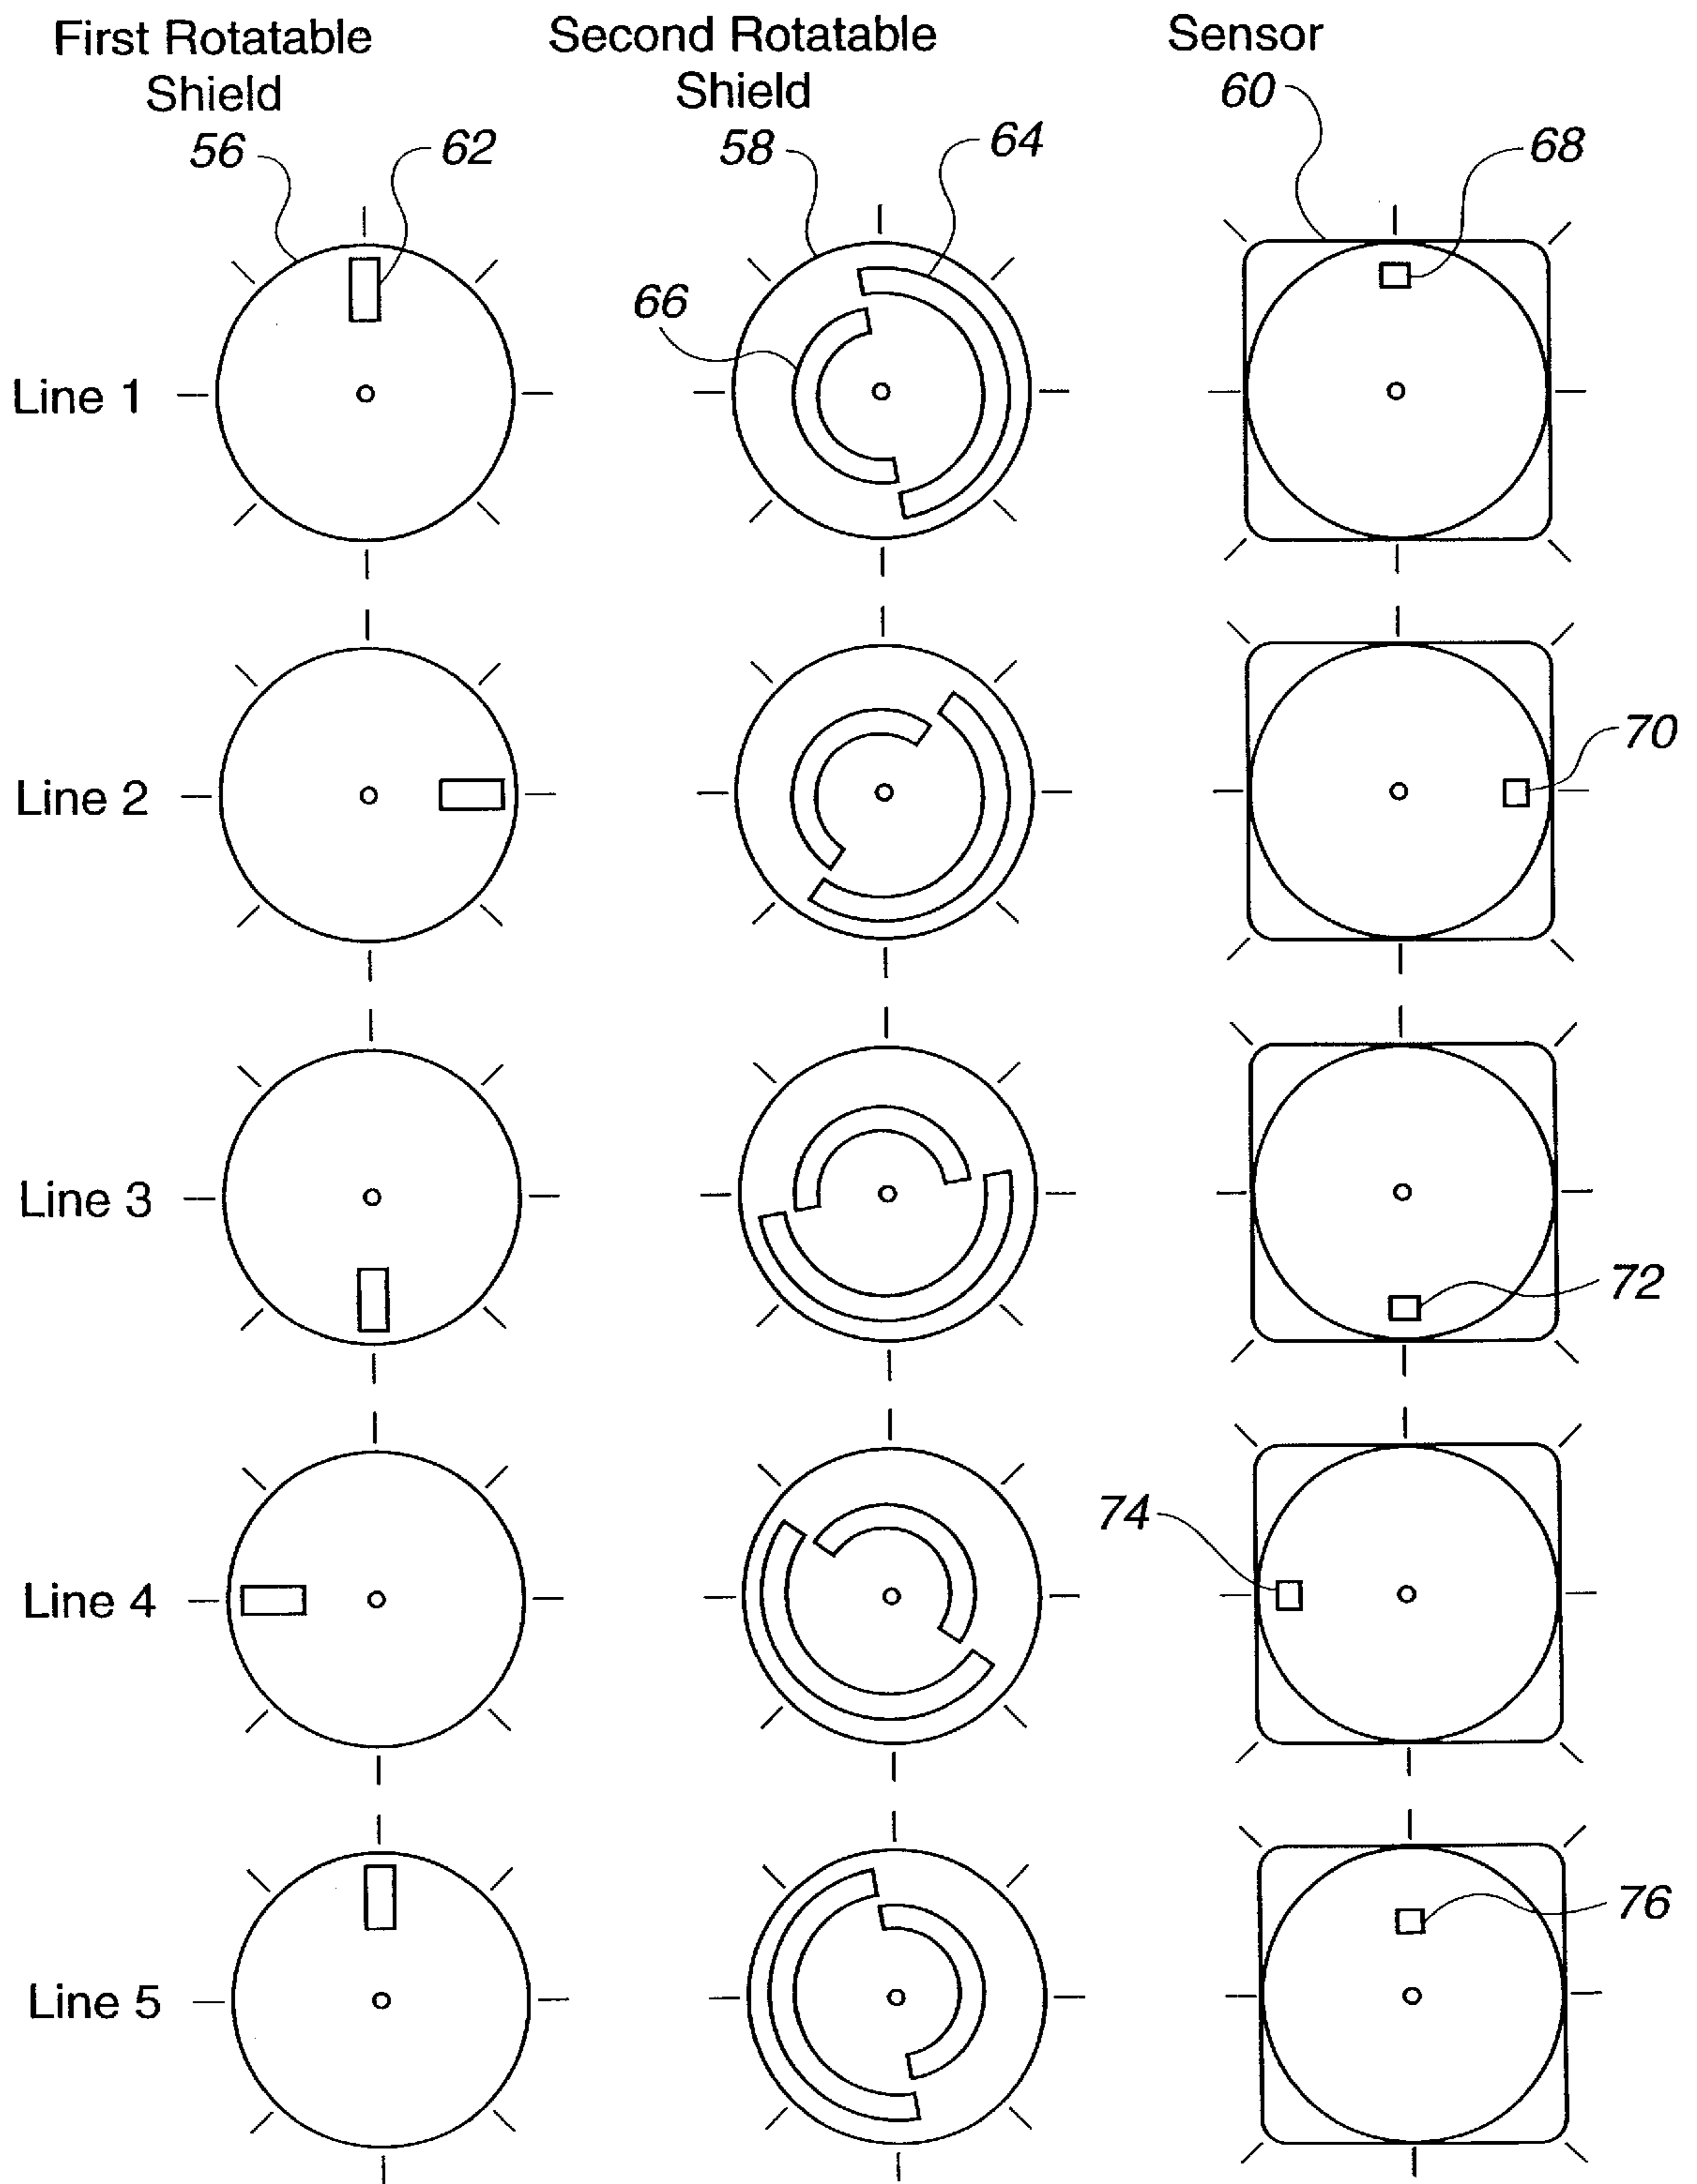 First Rotatable Shield
Second Rotatable Shield
Sensor
56
62
58
64
60
68
66
Line 1
Line 2
70
Line 3
72
Line 4
74
Line 5
76